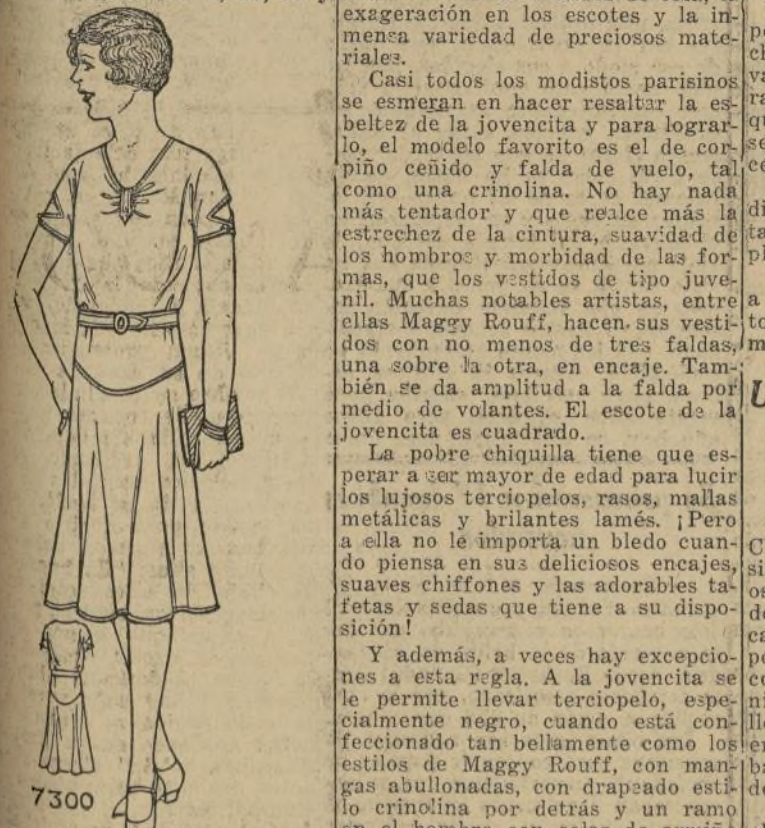 exageración en los escotes y la in-
mensa variedad de preciosos mate-
riales.
Casi todos los modistos parisinos
se esmeran en hacer resaltar la es-
beltez de la jovencita y para lograr-
lo, el modelo favorito es el de cor-
piño ceñido y falda de vuelo, tal
como una crinolina. No hay nada
más tentador y que realce más la
estrechez de la cintura, suavidad de
los hombros y morbidad de las for-
mas, que los vestidos de tipo juve-
nil. Muchas notables artistas, entre
ellas Maggy Rouff, hacen sus vesti-
dos con no menos de tres faldas,
una sobre la otra, en encaje. Tam-
bién se da amplitud a la falda por
medio de volantes. El escote de la
jovencita es cuadrado.
La pobre chiquilla tiene que es-
perar a ser mayor de edad para lucir
los lujosos terciopelos, rasos, mallas
metálicas y brilantes lamés. ¡Pero
a ella no le importa un bledo cuan-
do piensa en sus deliciosos encajes,
suaves chiffones y las adorables ta-
fetas y sedas que tiene a su dispo-
sición!
Y además, a veces hay excepcio-
nes a esta regla. A la jovencita se
le permite llevar terciopelo, espe-
cialmente negro, cuando está con-
feccionado tan bellamente como los
estilos de Maggy Rouff, con man-
gas abullonadas, con drapeado esti-
lo crinolina por detrás y un ramo
7300